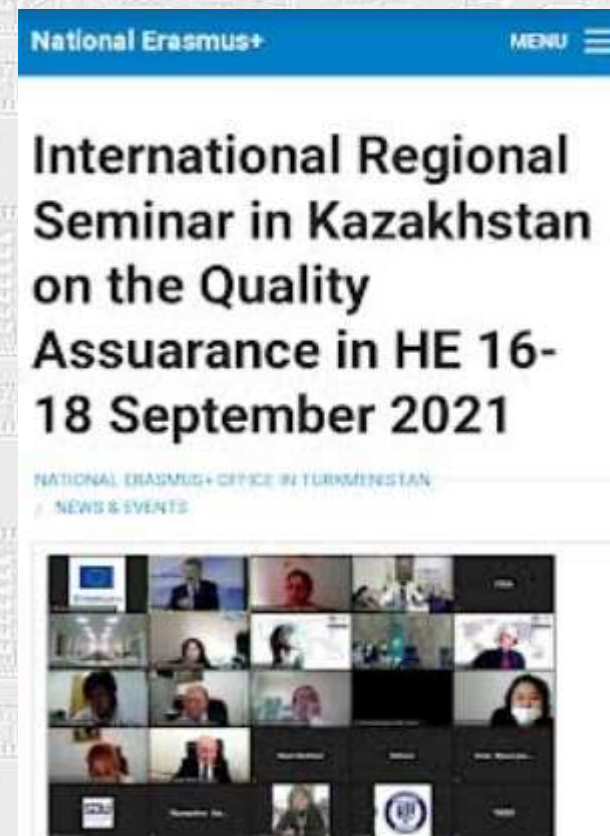 National Erasmus+ MENU
International Regional
Seminar in Kazakhstan
on the Quality
Assuarance in HE 16-
18 September 2021
NATIONAL ERASMUS+ OFFICE IN TURKMENISTAN
/ NEWS & EVENTS